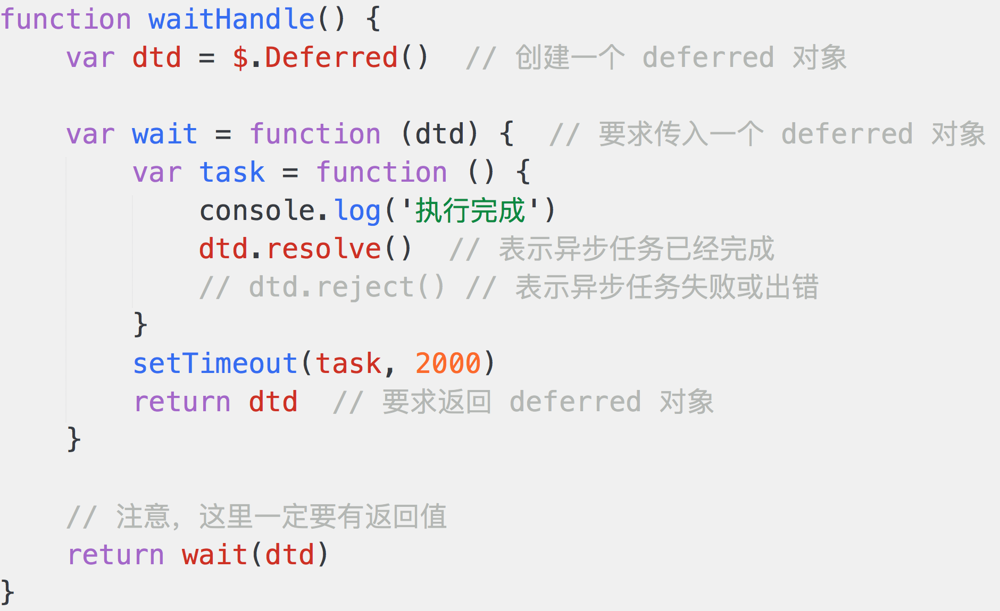 function waitHandle() {
    var dtd = $.Deferred()  // 创建一个 deferred 对象

    var wait = function (dtd) {  // 要求传入一个 deferred 对象
        var task = function () {
            console.log('执行完成')
            dtd.resolve()  // 表示异步任务已经完成
            // dtd.reject() // 表示异步任务失败或出错
        }
        setTimeout(task, 2000)
        return dtd  // 要求返回 deferred 对象
    }

    // 注意，这里一定要有返回值
    return wait(dtd)
}